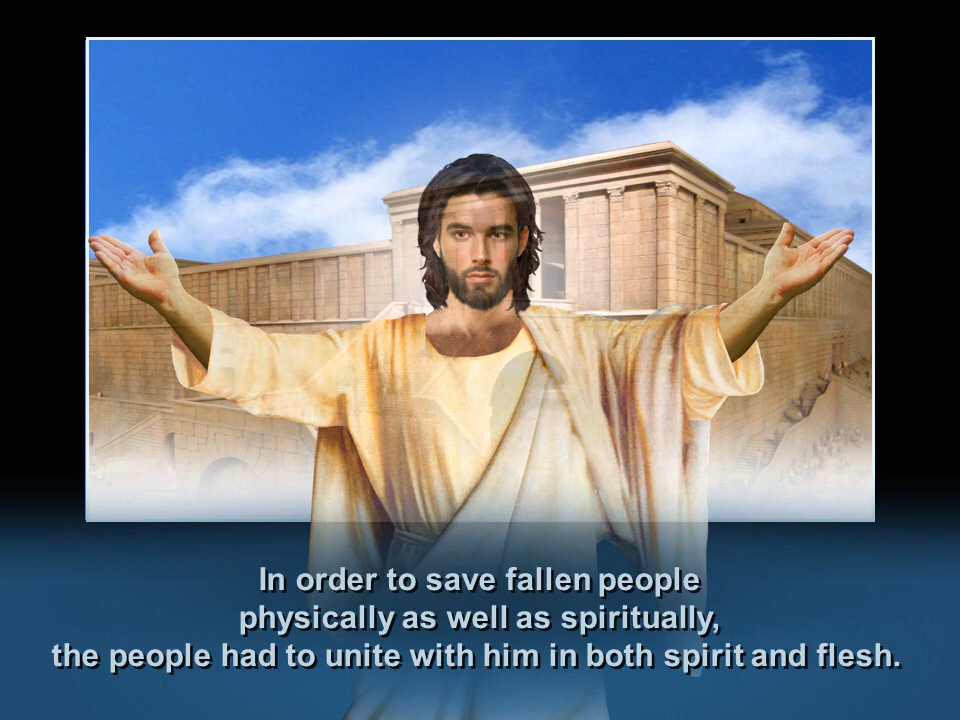 In order to save fallen people
physically as well as spiritually,
the people had to unite with him in both spirit and flesh.